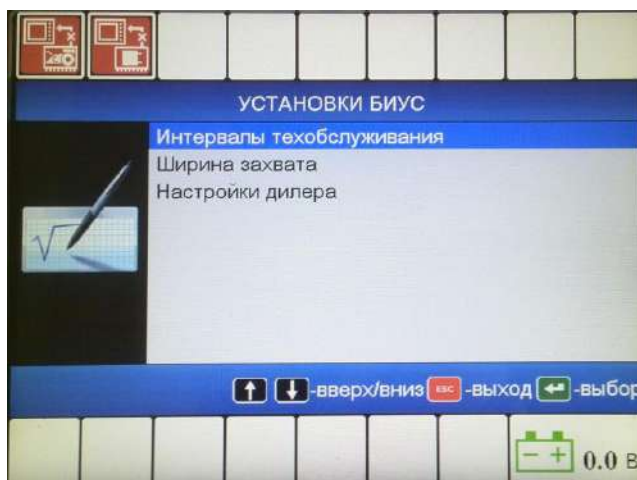 УСТАНОВКИ БИУС
Интервалы техобслуживания
Ширина захвата
Настройки дилера
-вверх/вниз ESC -выход -выбор
0.0 В